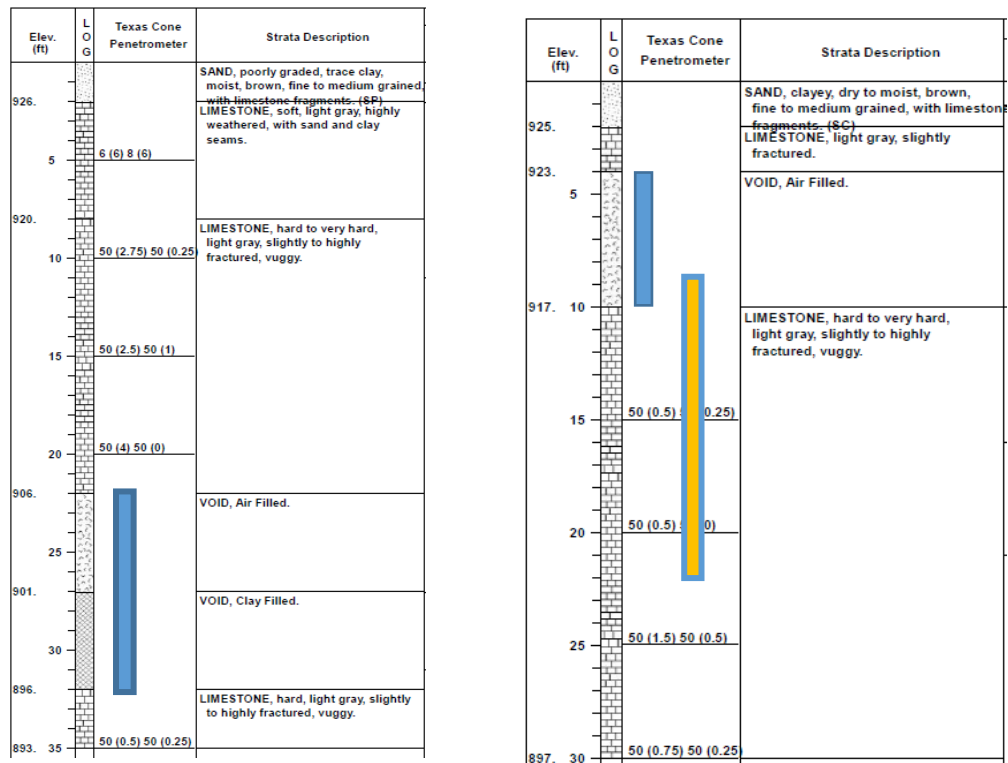 Elev.
(ft)
L
O
G
Texas Cone
Penetrometer
Strata Description
SAND, poorly graded, trace clay,
moist, brown, fine to medium grained,
with limestone fragments. (SP)
926.
LIMESTONE, soft, light gray, highly
weathered, with sand and clay
seams.
5
6 (6) 8 (6)
920.
LIMESTONE, hard to very hard,
light gray, slightly to highly
fractured, vuggy.
10
50 (2.75) 50 (0.25)
15
50 (2.5) 50 (1)
20
50 (4) 50 (0)
906.
VOID, Air Filled.
25
901.
VOID, Clay Filled.
30
896.
LIMESTONE, hard, light gray, slightly
to highly fractured, vuggy.
893. 35
50 (0.5) 50 (0.25)
Elev.
(ft)
L
O
G
Texas Cone
Penetrometer
Strata Description
SAND, clayey, dry to moist, brown,
fine to medium grained, with limestone
fragments. (SC)
925.
LIMESTONE, light gray, slightly
fractured.
923.
VOID, Air Filled.
5
917. 10
LIMESTONE, hard to very hard,
light gray, slightly to highly
fractured, vuggy.
15
50 (0.5) 0.25)
20
50 (0.5) 0)
25
50 (1.5) 50 (0.5)
897. 30
50 (0.75) 50 (0.25)